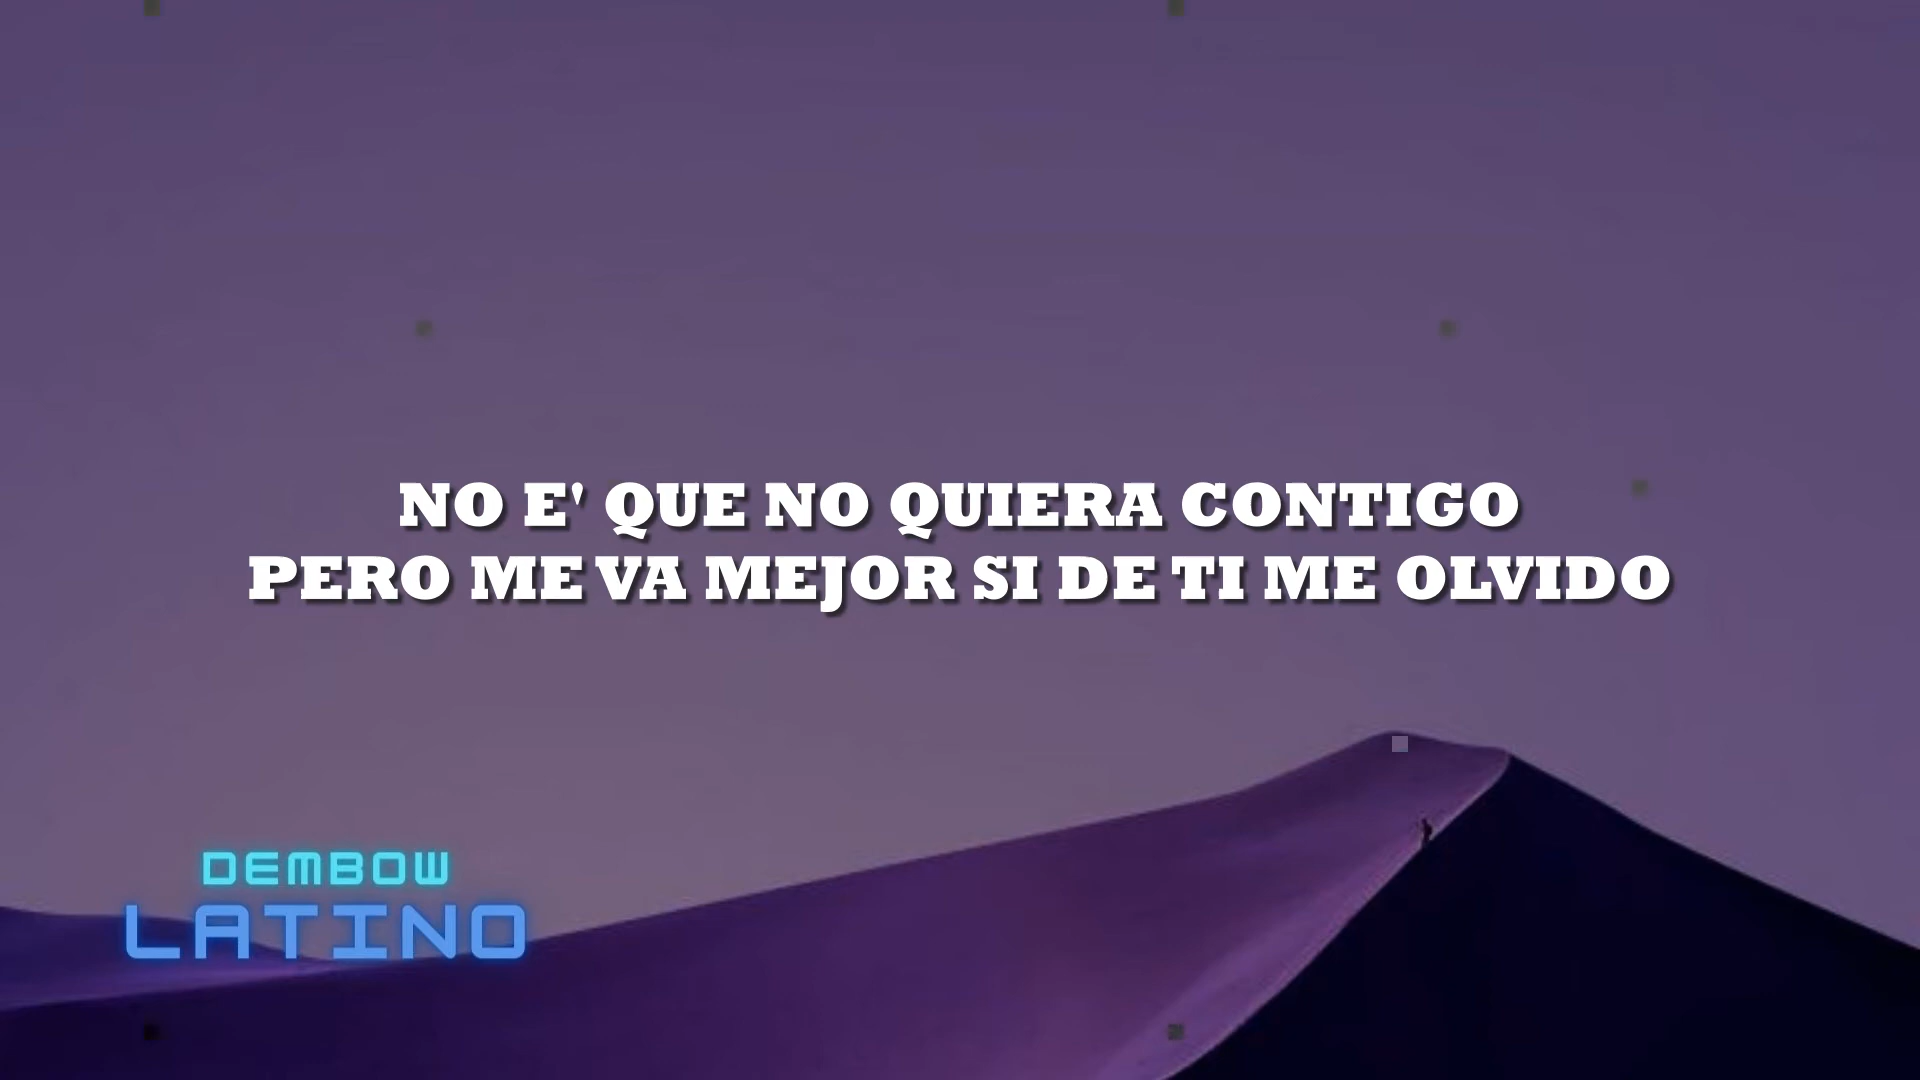 NO E' QUE NO QUIERA CONTIGO
PERO ME VA MEJOR SI DE TI ME OLVIDO
DEMBOW
LATINO